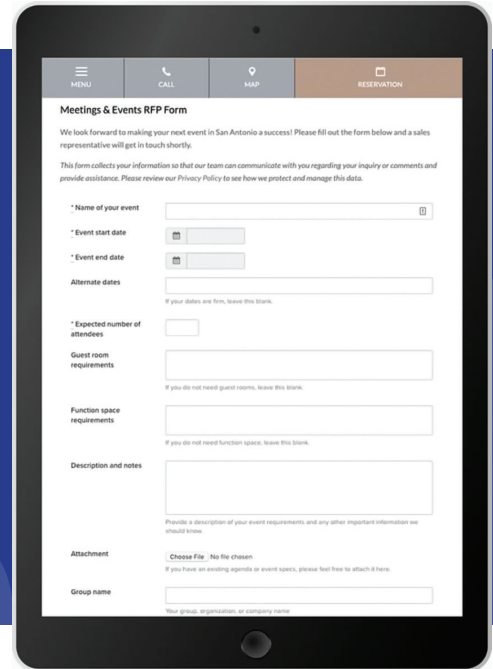 MENU
CALL
MAP
RESERVATION
Meetings & Events RFP Form
We look forward to making your next event in San Antonio a success! Please fill out the form below and a sales
representative will get in touch shortly.
This form collects your information so that our team can communicate with you regarding your inquiry or comments and
provide assistance. Please review our Privacy Policy to see how we protect and manage this data.
* Name of your event
* Event start date
* Event end date
Alternate dates
If your dates are firm, leave this blank.
* Expected number of
attendees
Guest room
requirements
If you do not need guest rooms, leave this blank.
Function space
requirements
If you do not need function space, leave this blank.
Description and notes
Provide a description of your event requirements and any other important information we
should know.
Attachment
Choose File No file chosen
If you have an existing agenda or event specs, please feel free to attach it here.
Group name
Your group, organization, or company name